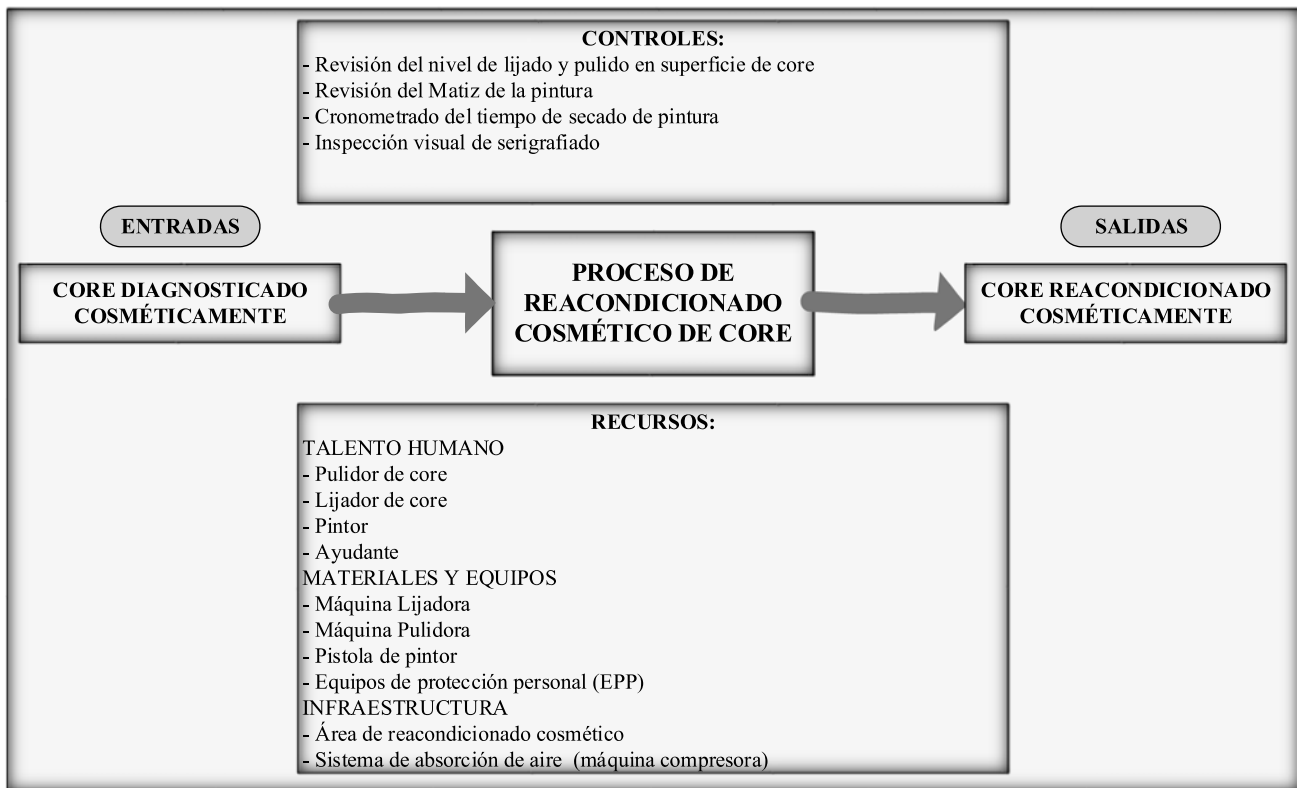 CONTROLES:
- Revisión del nivel de lijado y pulido en superficie de core
- Revisión del Matiz de la pintura
- Cronometrado del tiempo de secado de pintura
- Inspección visual de serigrafiado
ENTRADAS
CORE DIAGNOSTICADO
COSMÉTICAMENTE
PROCESO DE
REACONDICIONADO
COSMÉTICO DE CORE
SALIDAS
CORE REACONDICIONADO
COSMÉTICAMENTE
RECURSOS:
TALENTO HUMANO
- Pulidor de core
- Lijador de core
- Pintor
- Ayudante
MATERIALES Y EQUIPOS
- Máquina Lijadora
- Máquina Pulidora
- Pistola de pintor
- Equipos de protección personal (EPP)
INFRAESTRUCTURA
- Área de reacondicionado cosmético
- Sistema de absorción de aire  (máquina compresora)